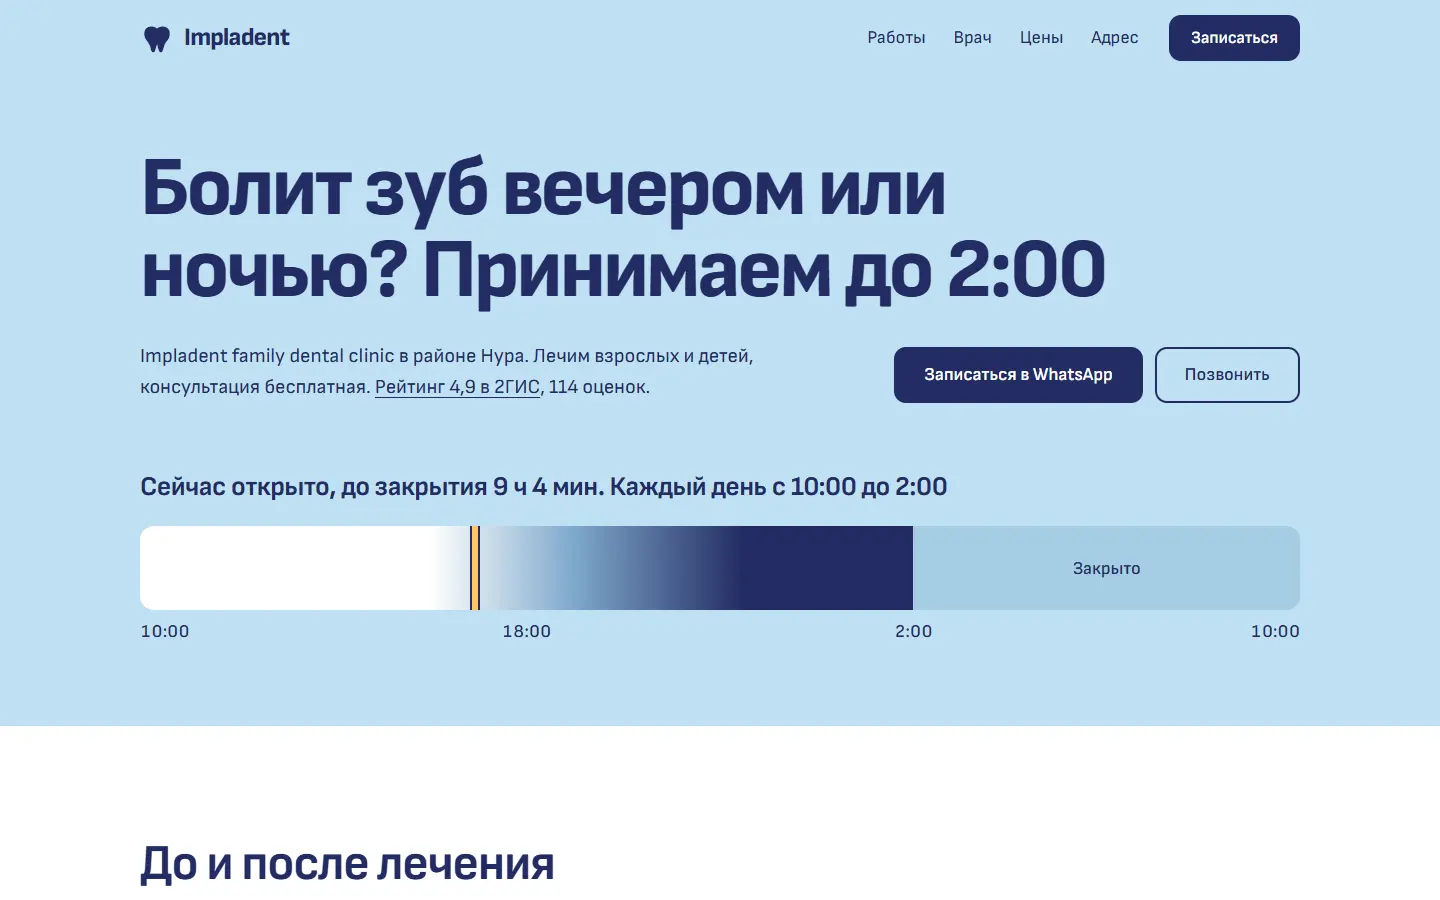 Impladent
Работы
Врач
Цены
Адрес
Записаться
Болит зуб вечером или
ночью? Принимаем до 2:00
Impladent family dental clinic в районе Нура. Лечим взрослых и детей,
консультация бесплатная. Рейтинг 4,9 в 2ГИС, 114 оценок.
Записаться в WhatsApp
Позвонить
Сейчас открыто, до закрытия 9 ч 4 мин. Каждый день с 10:00 до 2:00
Закрыто
10:00
18:00
2:00
10:00
До и после лечения